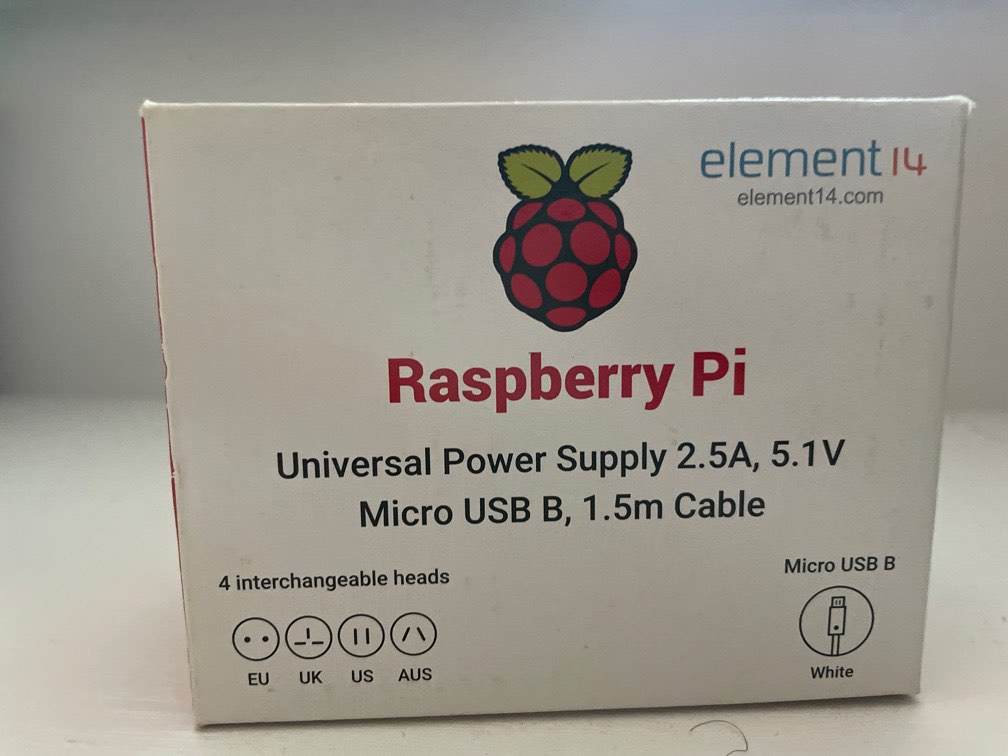 element14
element14.com
Raspberry Pi
Universal Power Supply 2.5A, 5.1V
Micro USB B, 1.5m Cable
4 interchangeable heads
EU UK US AUS
Micro USB B
White